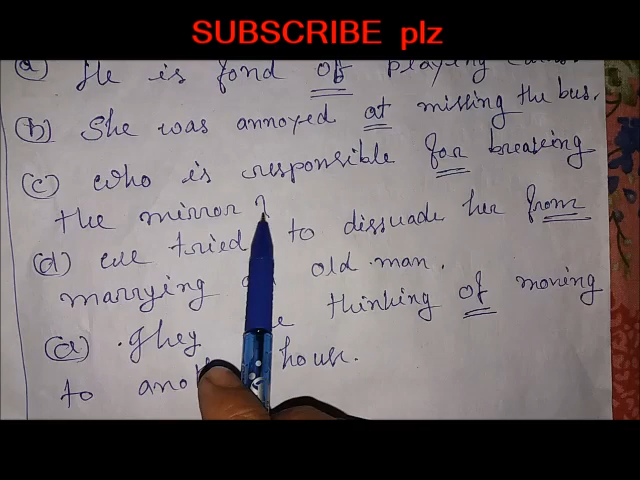 SUBSCRIBE plz
(a) He is fond of playing
(b) She was annoyed at missing the bus.
(c) who is responsible for breaking
the mirror ?
(d) we tried to dissuade her from
marrying old man.
(a) They thinking of moving
to house.